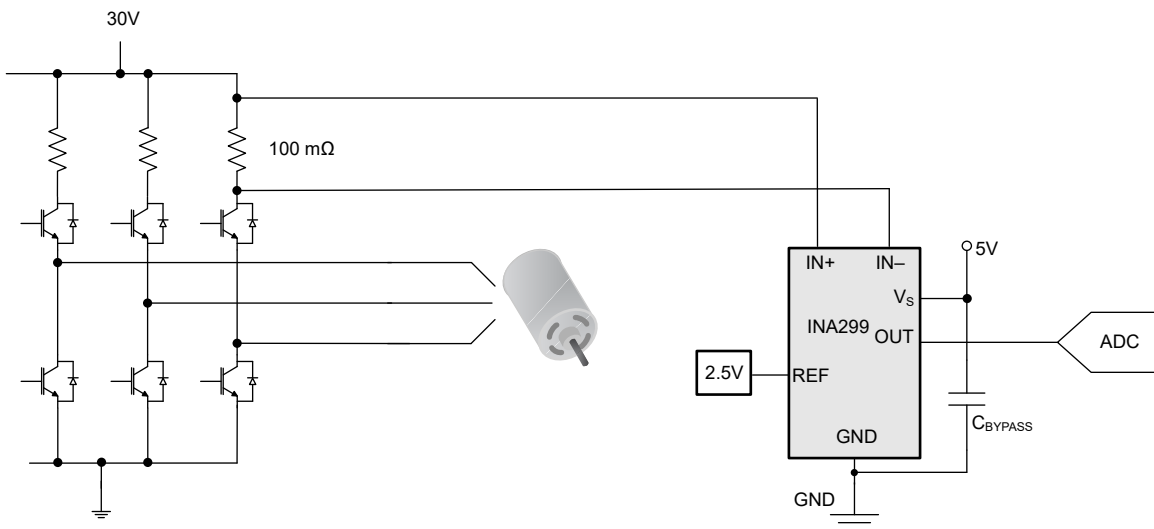 30V
100 mΩ
IN+
IN–
5V
VS
INA299
OUT
ADC
2.5V
REF
CBYPASS
GND
GND